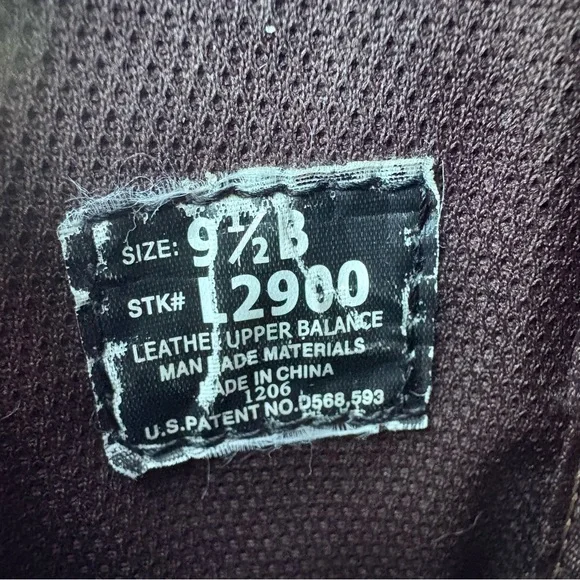 SIZE: 9½B
STK# L2900
LEATHER UPPER BALANCE
MAN MADE MATERIALS
MADE IN CHINA
1206
U.S. PATENT NO.D568,593